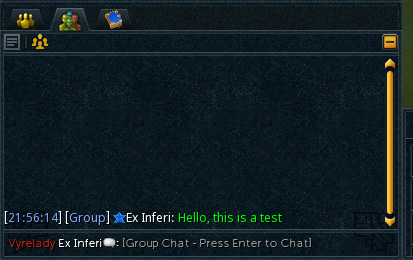 [21:56:14] [Group] Ex Inferi: Hello, this is a test
Vyrelady Ex Inferi: [Group Chat - Press Enter to Chat]